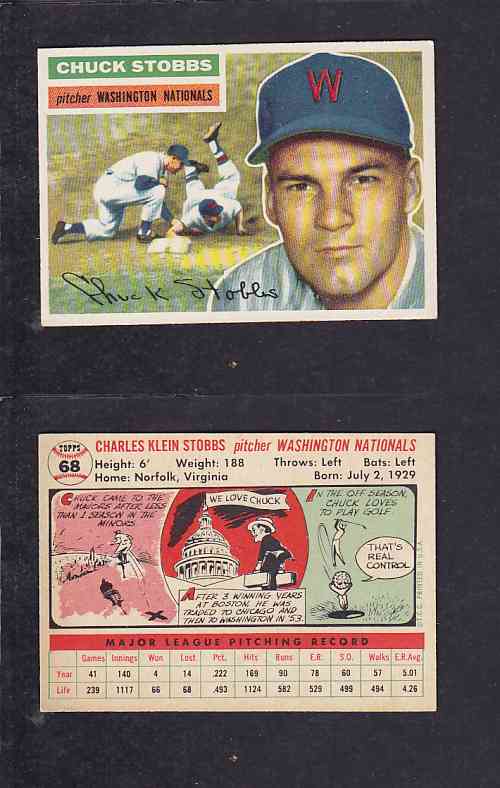 CHUCK STOBBS
pitcher WASHINGTON NATIONALS
W
Chuck Stobbs
TOPPS
68
CHARLES KLEIN STOBBS pitcher WASHINGTON NATIONALS
Height: 6' Weight: 188 Throws: Left Bats: Left
Home: Norfolk, Virginia Born: July 2, 1929
CHUCK CAME TO THE
MAJORS AFTER LESS
THAN 1 SEASON IN THE
MINORS.
WE LOVE CHUCK
AFTER 3 WINNING YEARS
AT BOSTON, HE WAS
TRADED TO CHICAGO AND
THEN TO WASHINGTON IN '53.
IN THE OFF SEASON,
CHUCK LOVES
TO PLAY GOLF.
THAT'S
REAL
CONTROL
©T.C.G. PRINTED IN U.S.A.
MAJOR LEAGUE PITCHING RECORD
Games Innings Won Lost Pct. Hits Runs E.R. S.O. Walks E.R.Avg.
Year 41 140 4 14 .222 169 90 78 60 57 5.01
Life 239 1117 66 68 .493 1124 582 529 499 494 4.26